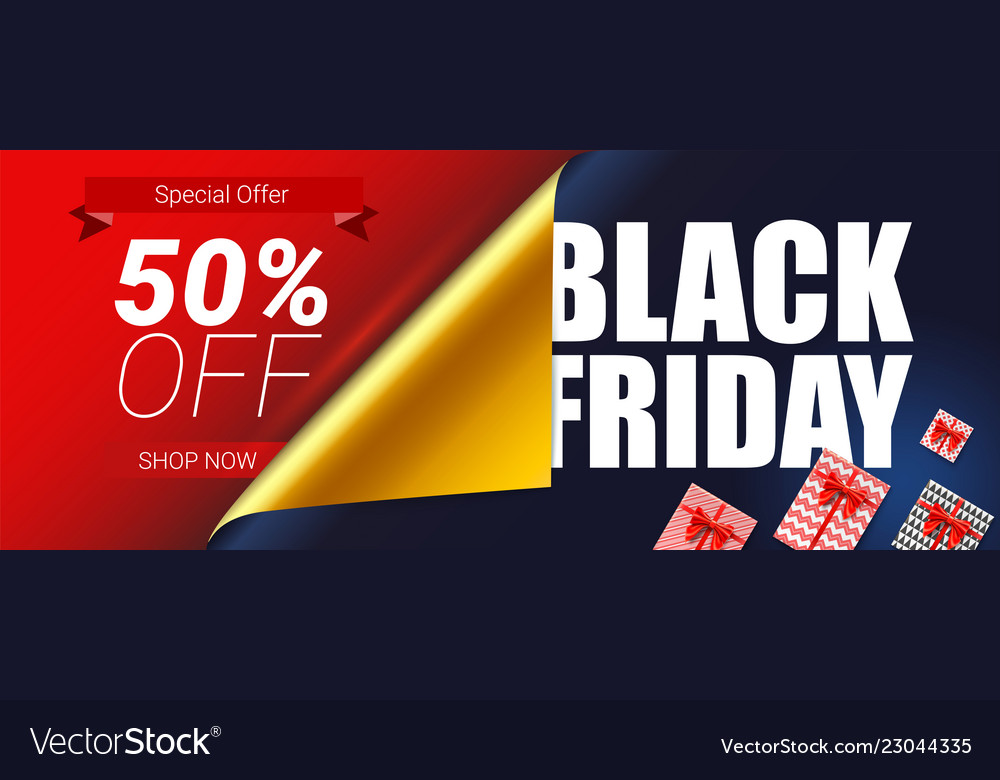 Special Offer
50%
OFF
SHOP NOW
BLACK
FRIDAY
VectorStock®
VectorStock.com/23044335